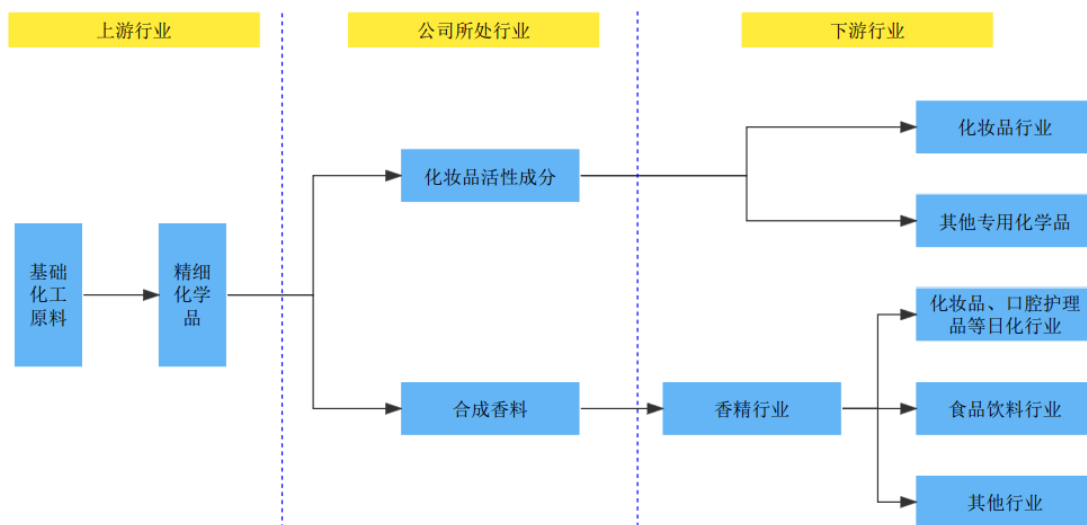 上游行业
公司所处行业
下游行业
化妆品行业
化妆品活性成分
其他专用化学品
基础
化工
原料
精细
化学
品
化妆品、口腔护理
品等日化行业
合成香料
香精行业
食品饮料行业
其他行业